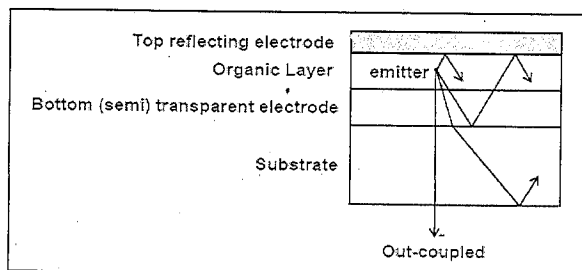 Top reflecting electrode
Organic Layer
emitter
Bottom (semi) transparent electrode
Substrate
Out-coupled